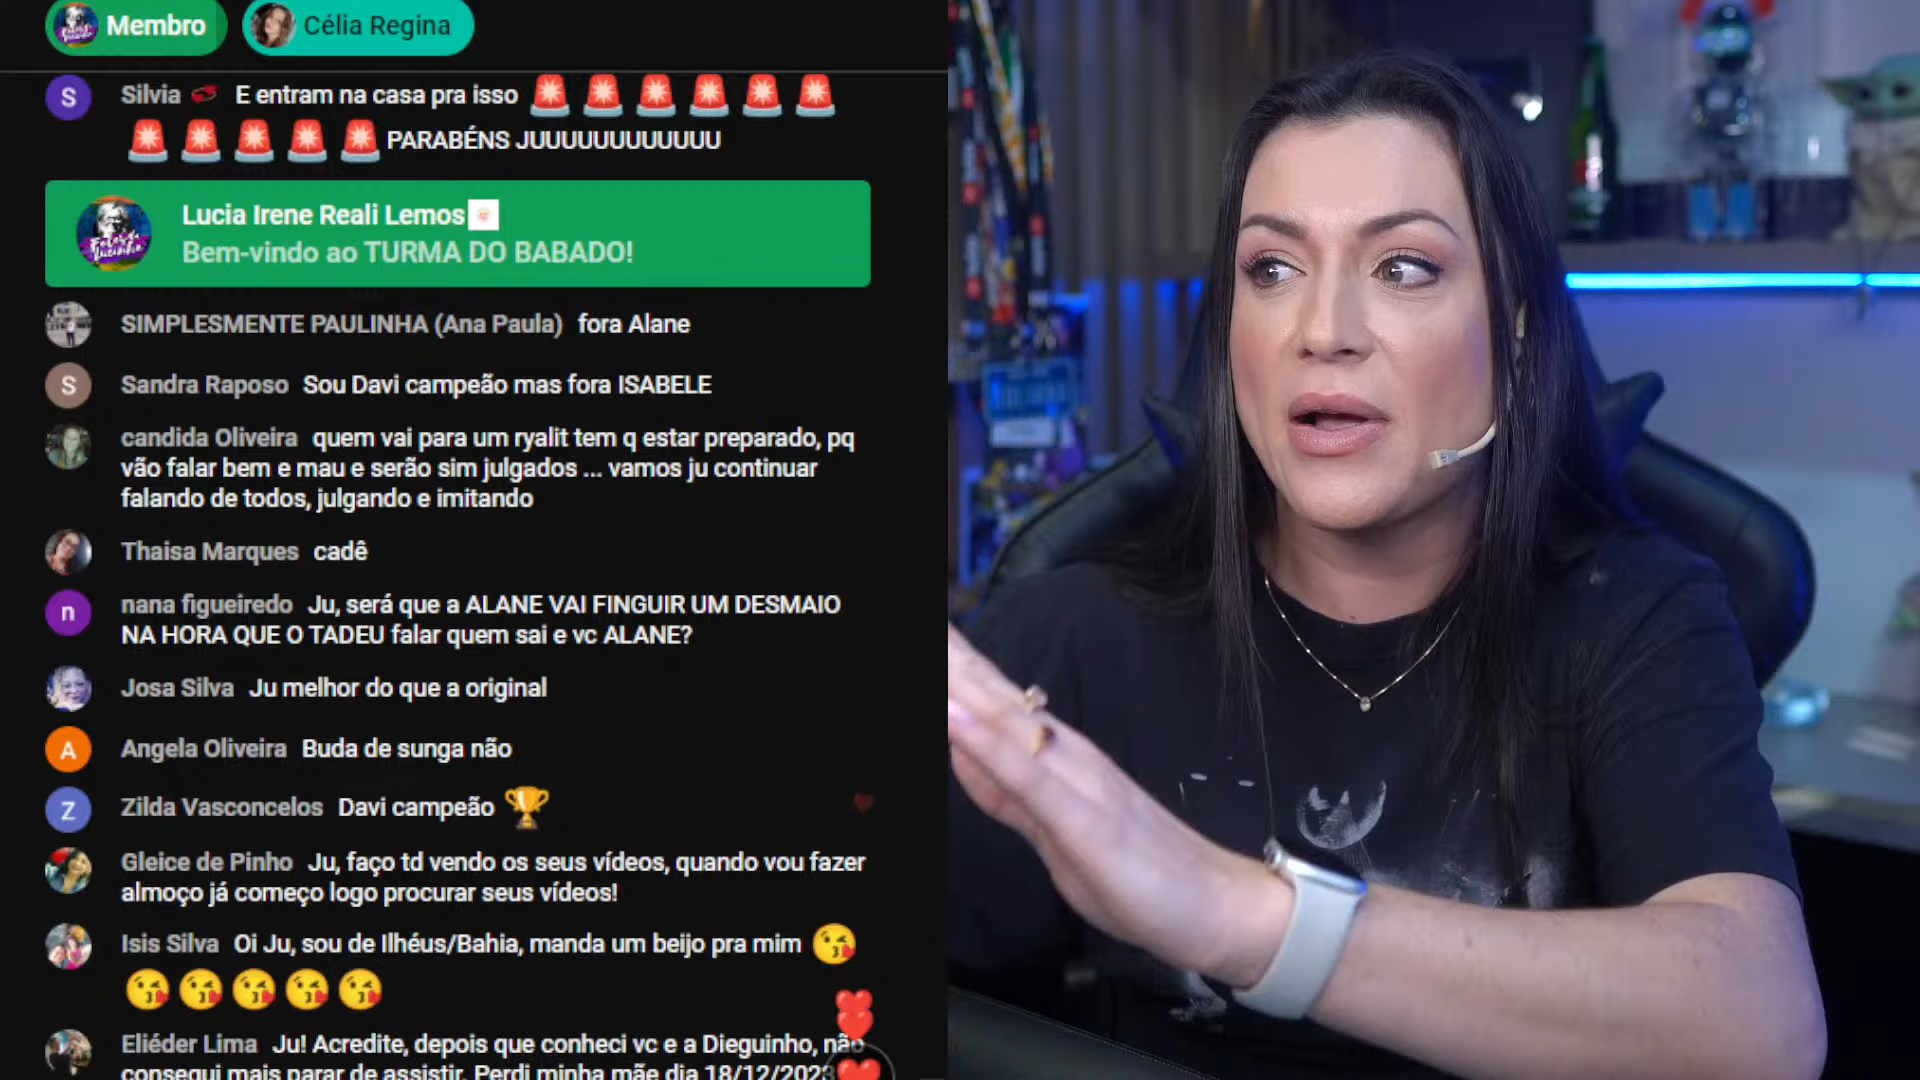 Membro
Célia Regina
Silvia E entram na casa pra isso 🚨🚨🚨🚨🚨🚨
🚨🚨🚨🚨🚨 PARABÉNS JUUUUUUUUUUUU
Lucia Irene Reali Lemos
Bem-vindo ao TURMA DO BABADO!
SIMPLESMENTE PAULINHA (Ana Paula) fora Alane
S Sandra Raposo Sou Davi campeão mas fora ISABELE
candida Oliveira quem vai para um ryalit tem q estar preparado, pq
vão falar bem e mau e serão sim julgados ... vamos ju continuar
falando de todos, julgando e imitando
Thaisa Marques cadê
n nana figueiredo Ju, será que a ALANE VAI FINGUIR UM DESMAIO
NA HORA QUE O TADEU falar quem sai e vc ALANE?
Josa Silva Ju melhor do que a original
A Angela Oliveira Buda de sunga não
Z Zilda Vasconcelos Davi campeão 🏆
Gleice de Pinho Ju, faço td vendo os seus vídeos, quando vou fazer
almoço já começo logo procurar seus vídeos!
Isis Silva Oi Ju, sou de Ilhéus/Bahia, manda um beijo pra mim 😘
😘😘😘😘😘
Eliéder Lima Ju! Acredite, depois que conheci vc e a Dieguinho, não
consegui mais parar de assistir. Perdi minha mãe dia 18/12/2023